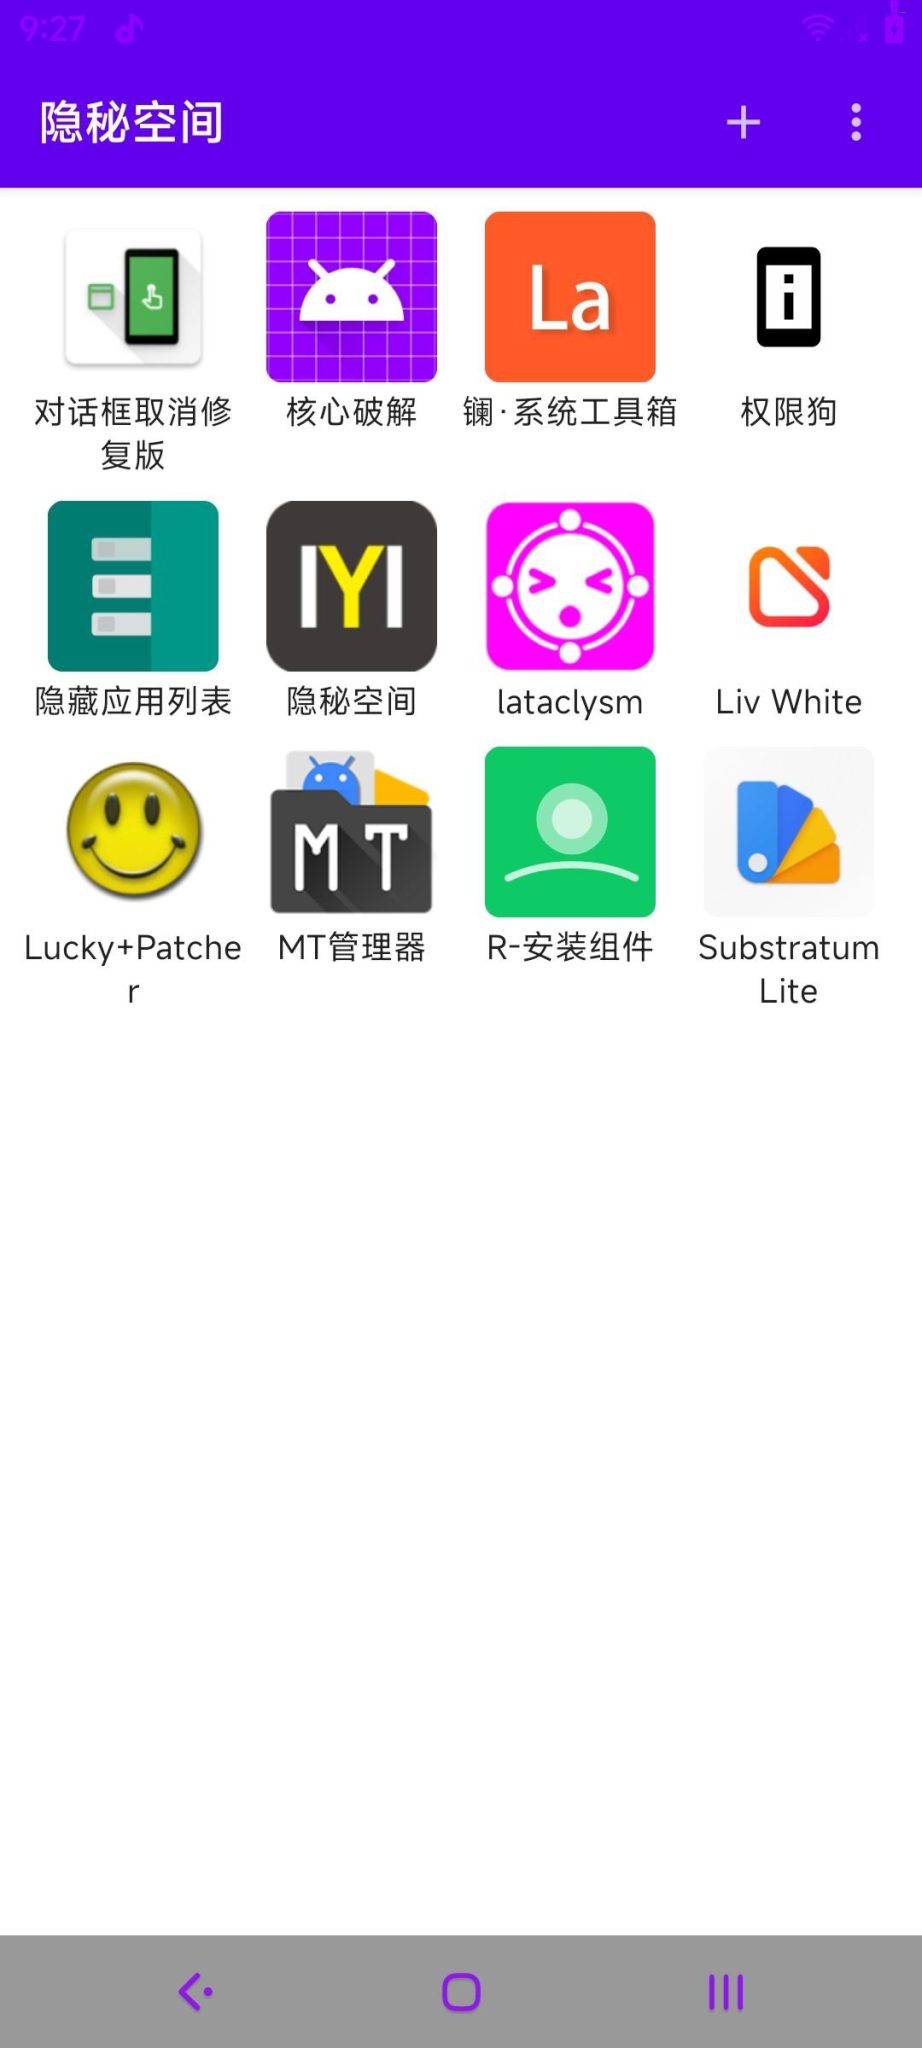 9:27
隐秘空间
La
对话框取消修
复版
核心破解
镧·系统工具箱
权限狗
IYI
隐藏应用列表
隐秘空间
lataclysm
Liv White
MT
Lucky+Patche
r
MT管理器
R-安装组件
Substratum
Lite